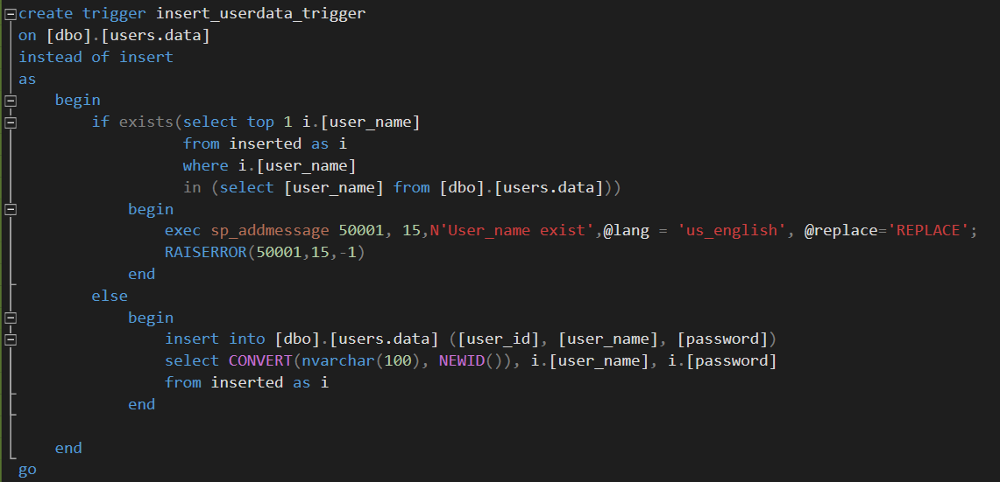 create trigger insert_userdata_trigger
on [dbo].[users.data]
instead of insert
as
begin
if exists(select top 1 i.[user_name]
from inserted as i
where i.[user_name]
in (select [user_name] from [dbo].[users.data]))
begin
exec sp_addmessage 50001, 15,N'User_name exist',@lang = 'us_english', @replace='REPLACE';
RAISERROR(50001,15,-1)
end
else
begin
insert into [dbo].[users.data] ([user_id], [user_name], [password])
select CONVERT(nvarchar(100), NEWID()), i.[user_name], i.[password]
from inserted as i
end
end
go